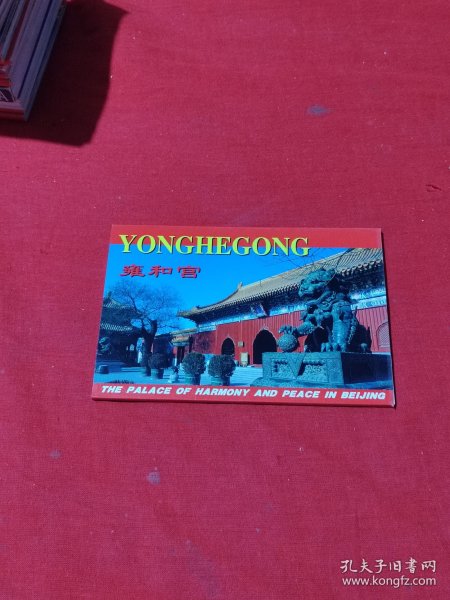 YONGHEGONG
雍和宫
THE PALACE OF HARMONY AND PEACE IN BEIJING
孔夫子旧书网
www.kongfz.com